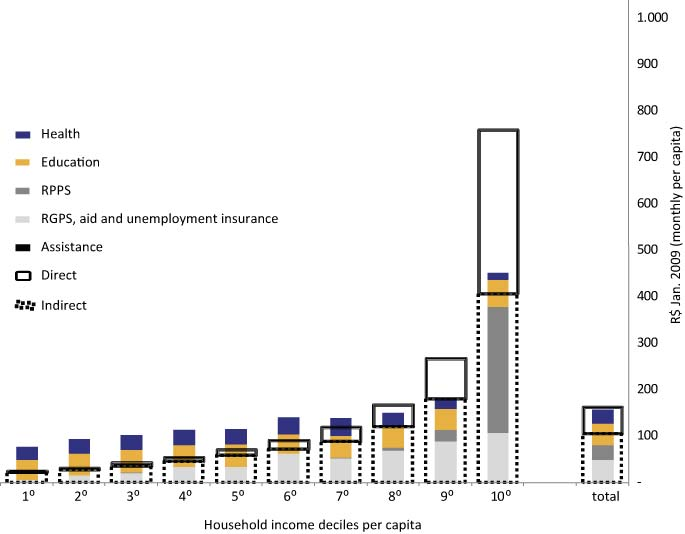 1.000
900
800
700
600
500
400
300
200
100
-
R$ Jan. 2009 (monthly per capita)
Health
Education
RPPS
RGPS, aid and unemployment insurance
Assistance
Direct
Indirect
1º 2º 3º 4º 5º 6º 7º 8º 9º 10º total
Household income deciles per capita